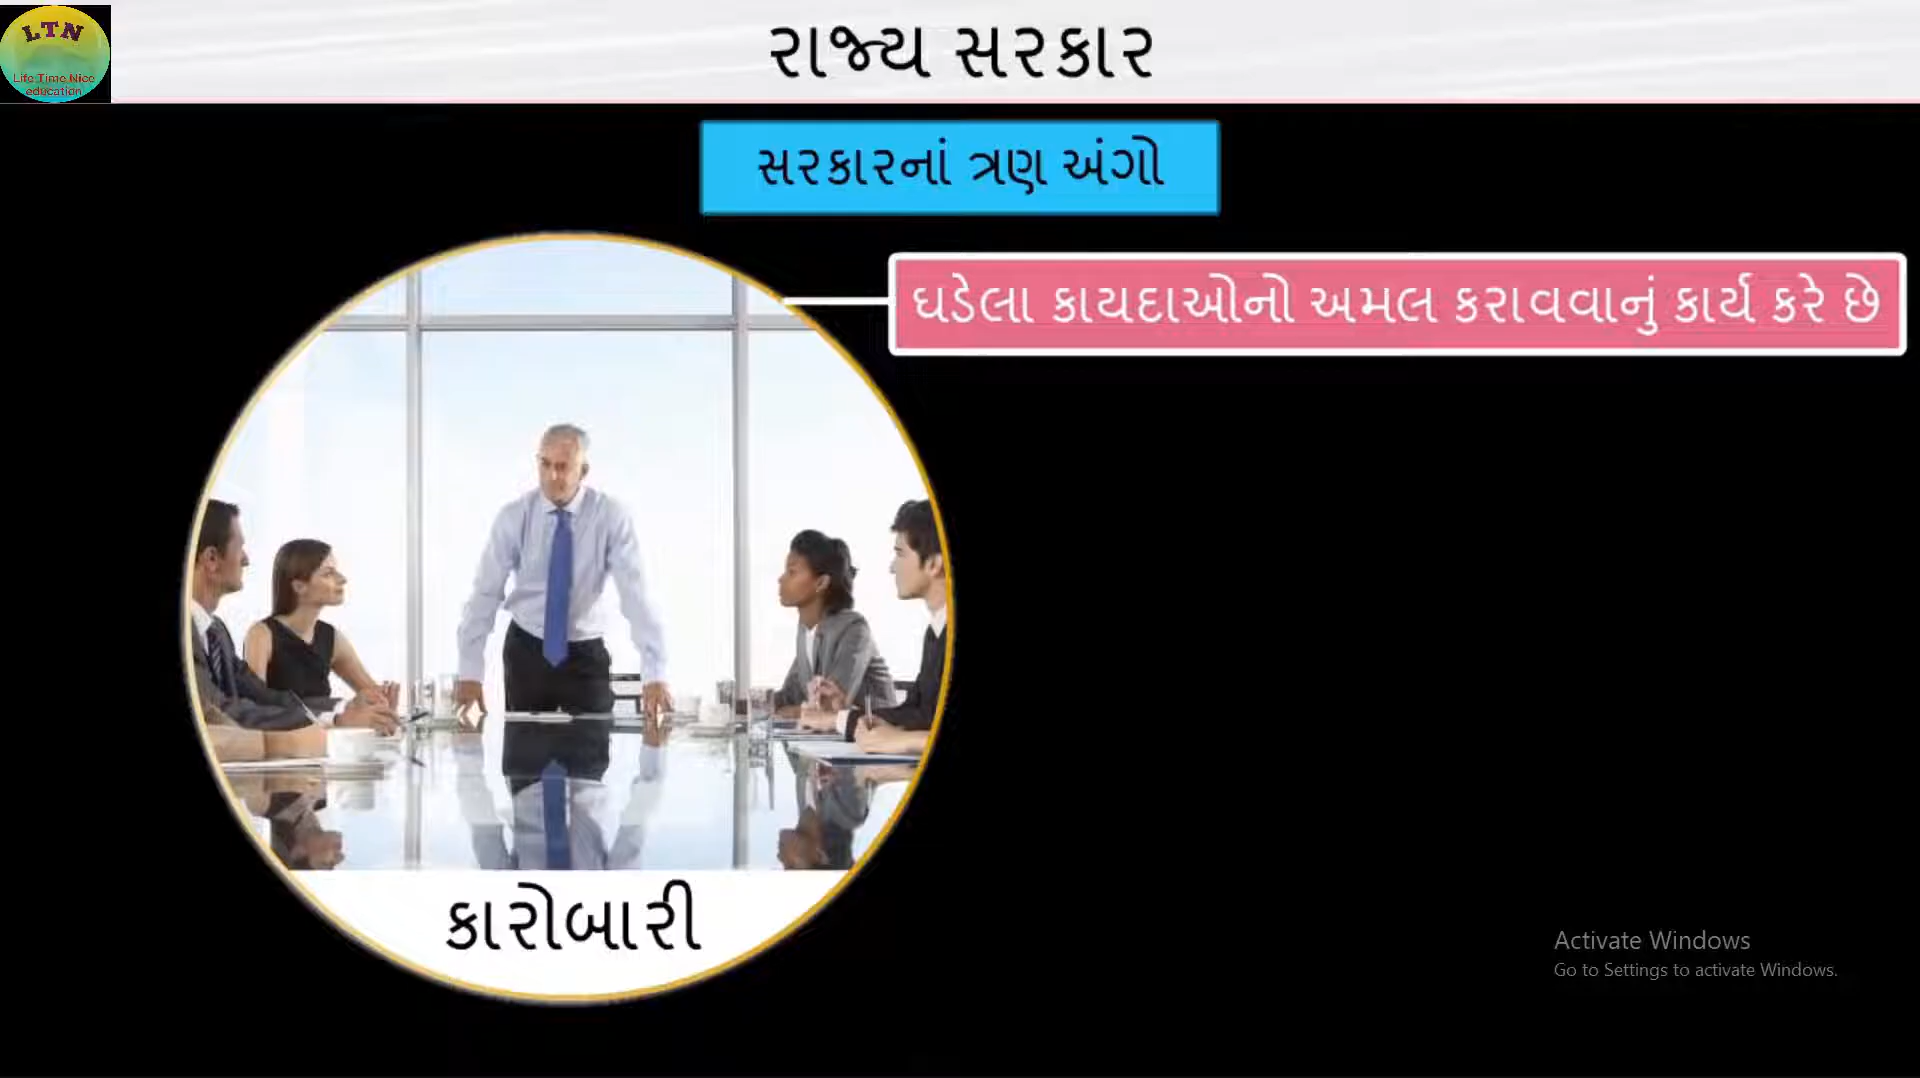 LTN
Life Time Nice
education
રાજ્ય સરકાર
સરકારનાં ત્રણ અંગો
ઘડેલા કાયદાઓનો અમલ કરાવવાનું કાર્ય કરે છે
કારોબારી
Activate Windows
Go to Settings to activate Windows.